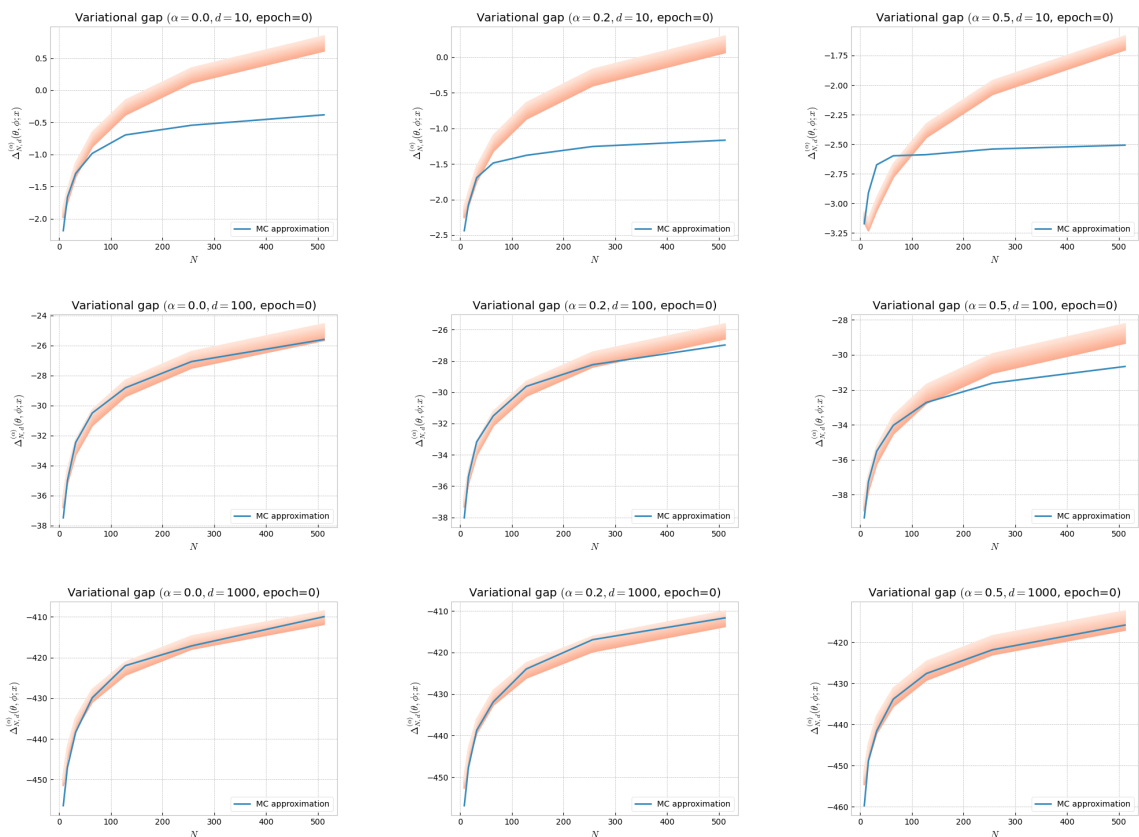 Variational gap (α = 0.0, d = 10, epoch=0)
0.5
0.0
−0.5
−1.0
−1.5
−2.0
Δ_{N,d}^{(α)}(θ, ϕ; x)
0 100 200 300 400 500
N
MC approximation
Variational gap (α = 0.2, d = 10, epoch=0)
0.0
−0.5
−1.0
−1.5
−2.0
−2.5
Δ_{N,d}^{(α)}(θ, ϕ; x)
0 100 200 300 400 500
N
MC approximation
Variational gap (α = 0.5, d = 10, epoch=0)
−1.75
−2.00
−2.25
−2.50
−2.75
−3.00
−3.25
Δ_{N,d}^{(α)}(θ, ϕ; x)
0 100 200 300 400 500
N
MC approximation
Variational gap (α = 0.0, d = 100, epoch=0)
−24
−26
−28
−30
−32
−34
−36
−38
Δ_{N,d}^{(α)}(θ, ϕ; x)
0 100 200 300 400 500
N
MC approximation
Variational gap (α = 0.2, d = 100, epoch=0)
−26
−28
−30
−32
−34
−36
−38
Δ_{N,d}^{(α)}(θ, ϕ; x)
0 100 200 300 400 500
N
MC approximation
Variational gap (α = 0.5, d = 100, epoch=0)
−28
−30
−32
−34
−36
−38
Δ_{N,d}^{(α)}(θ, ϕ; x)
0 100 200 300 400 500
N
MC approximation
Variational gap (α = 0.0, d = 1000, epoch=0)
−410
−420
−430
−440
−450
Δ_{N,d}^{(α)}(θ, ϕ; x)
0 100 200 300 400 500
N
MC approximation
Variational gap (α = 0.2, d = 1000, epoch=0)
−410
−420
−430
−440
−450
Δ_{N,d}^{(α)}(θ, ϕ; x)
0 100 200 300 400 500
N
MC approximation
Variational gap (α = 0.5, d = 1000, epoch=0)
−420
−430
−440
−450
−460
Δ_{N,d}^{(α)}(θ, ϕ; x)
0 100 200 300 400 500
N
MC approximation